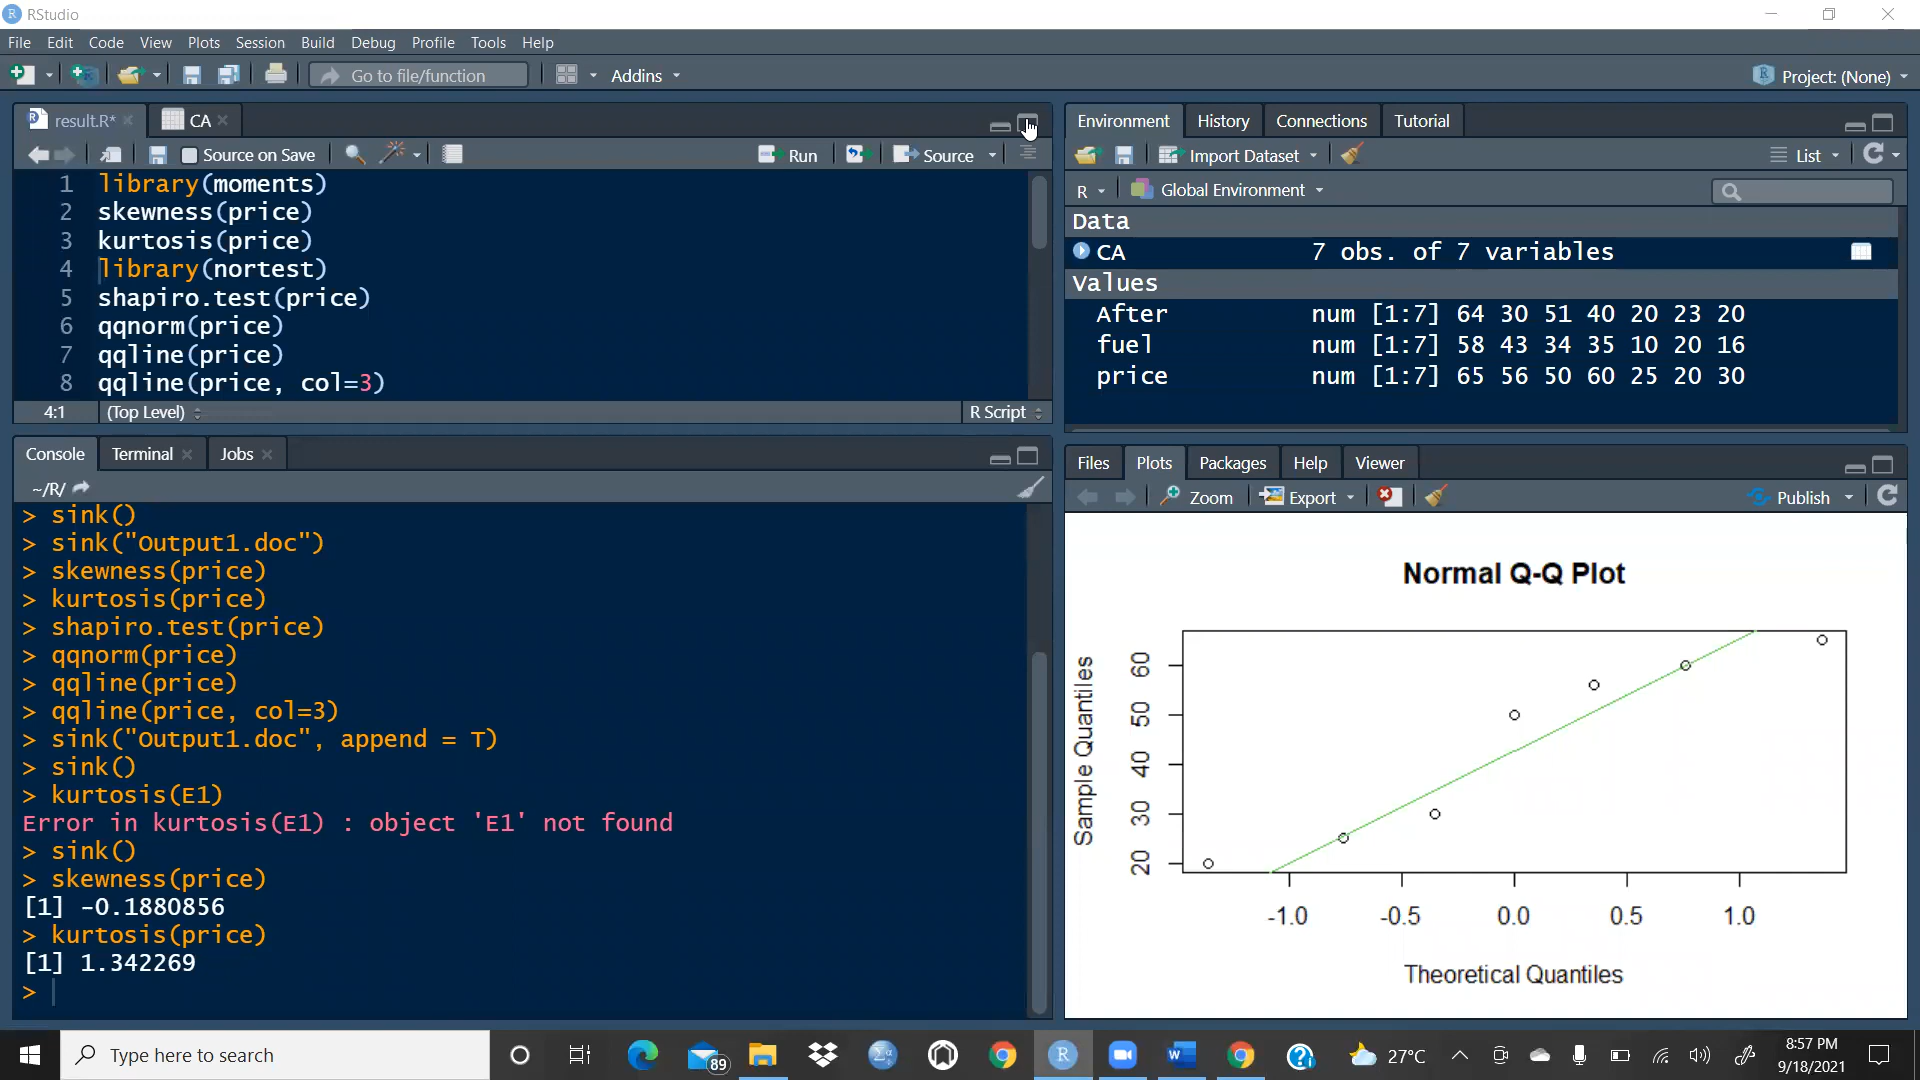 RStudio
File Edit Code View Plots Session Build Debug Profile Tools Help
Go to file/function Addins Project: (None)
result.R* CA
Source on Save Run Source
1 library(moments)
2 skewness(price)
3 kurtosis(price)
4 library(nortest)
5 shapiro.test(price)
6 qqnorm(price)
7 qqline(price)
8 qqline(price, col=3)
4:1 (Top Level) R Script
Console Terminal Jobs
~/R/
> sink()
> sink("Output1.doc")
> skewness(price)
> kurtosis(price)
> shapiro.test(price)
> qqnorm(price)
> qqline(price)
> qqline(price, col=3)
> sink("Output1.doc", append = T)
> sink()
> kurtosis(E1)
Error in kurtosis(E1) : object 'E1' not found
> sink()
> skewness(price)
[1] -0.1880856
> kurtosis(price)
[1] 1.342269
>
Environment History Connections Tutorial
Import Dataset List
R Global Environment
Data
CA 7 obs. of 7 variables
Values
After num [1:7] 64 30 51 40 20 23 20
fuel num [1:7] 58 43 34 35 10 20 16
price num [1:7] 65 56 50 60 25 20 30
Files Plots Packages Help Viewer
Zoom Export Publish
Normal Q-Q Plot
Sample Quantiles
60
50
40
30
20
-1.0 -0.5 0.0 0.5 1.0
Theoretical Quantiles
Type here to search
89
27°C
8:57 PM
9/18/2021